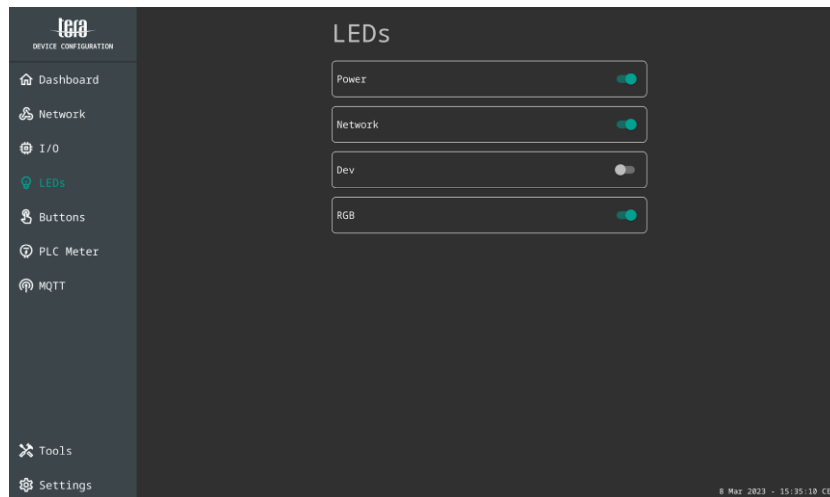 tera
DEVICE CONFIGURATION
Dashboard
Network
I/O
LEDs
Buttons
PLC Meter
MQTT
Tools
Settings
LEDs
Power
Network
Dev
RGB
8 Mar 2023 - 15:35:10 CE